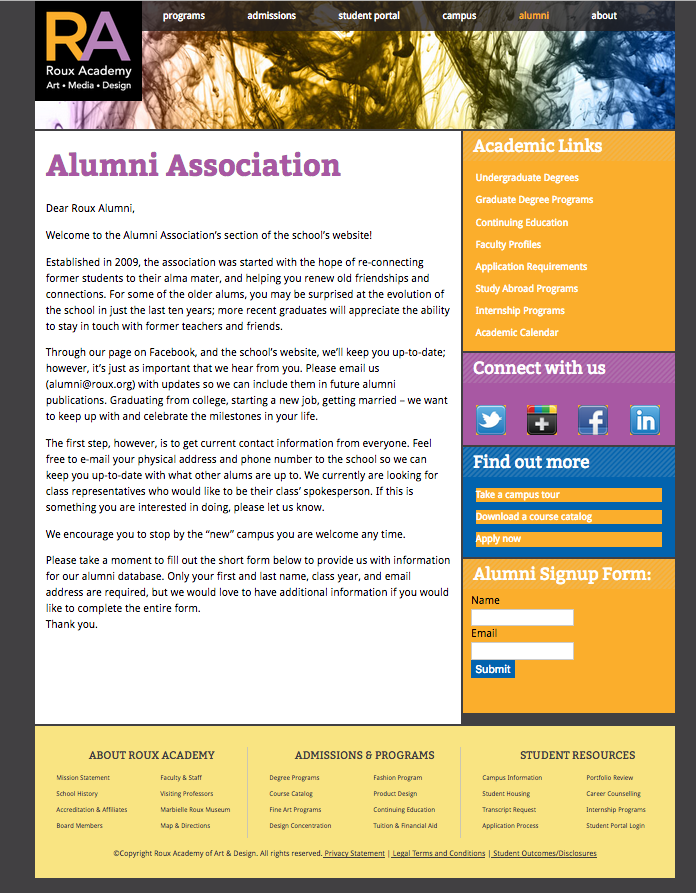 RA
Roux Academy
Art • Media • Design
programs admissions student portal campus alumni about
Alumni Association
Dear Roux Alumni,
Welcome to the Alumni Association's section of the school's website!
Established in 2009, the association was started with the hope of re-connecting
former students to their alma mater, and helping you renew old friendships and
connections. For some of the older alums, you may be surprised at the evolution of
the school in just the last ten years; more recent graduates will appreciate the ability
to stay in touch with former teachers and friends.
Through our page on Facebook, and the school's website, we'll keep you up-to-date;
however, it's just as important that we hear from you. Please email us
(alumni@roux.org) with updates so we can include them in future alumni
publications. Graduating from college, starting a new job, getting married – we want
to keep up with and celebrate the milestones in your life.
The first step, however, is to get current contact information from everyone. Feel
free to e-mail your physical address and phone number to the school so we can
keep you up-to-date with what other alums are up to. We currently are looking for
class representatives who would like to be their class' spokesperson. If this is
something you are interested in doing, please let us know.
We encourage you to stop by the "new" campus you are welcome any time.
Please take a moment to fill out the short form below to provide us with information
for our alumni database. Only your first and last name, class year, and email
address are required, but we would love to have additional information if you would
like to complete the entire form.
Thank you.
Academic Links
Undergraduate Degrees
Graduate Degree Programs
Continuing Education
Faculty Profiles
Application Requirements
Study Abroad Programs
Internship Programs
Academic Calendar
Connect with us
Find out more
Take a campus tour
Download a course catalog
Apply now
Alumni Signup Form:
Name
Email
Submit
ABOUT ROUX ACADEMY
Mission Statement Faculty & Staff
School History Visiting Professors
Accreditation & Affiliates Marbielle Roux Museum
Board Members Map & Directions
ADMISSIONS & PROGRAMS
Degree Programs Fashion Program
Course Catalog Product Design
Fine Art Programs Continuing Education
Design Concentration Tuition & Financial Aid
STUDENT RESOURCES
Campus Information Portfolio Review
Student Housing Career Counselling
Transcript Request Internship Programs
Application Process Student Portal Login
©Copyright Roux Academy of Art & Design. All rights reserved. Privacy Statement | Legal Terms and Conditions | Student Outcomes/Disclosures